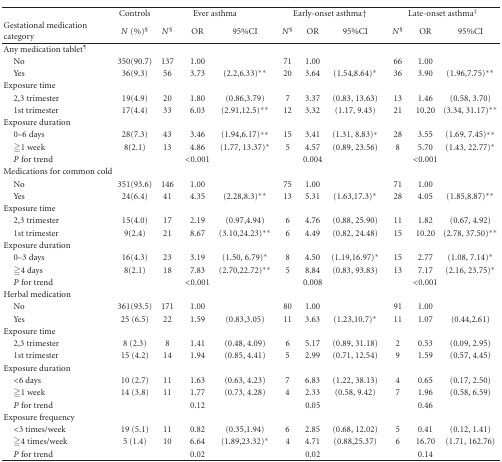 Controls Ever asthma Early-onset asthma† Late-onset asthma‡
Gestational medication category N (%)§ N§ OR 95%CI N§ OR 95%CI N§ OR 95%CI
Any medication tablet¶
No 350(90.7) 137 1.00 71 1.00 66 1.00
Yes 36(9.3) 56 3.73 (2.2,6.33)** 20 3.64 (1.54,8.64)* 36 3.90 (1.96,7.75)**
Exposure time
2,3 trimester 19(4.9) 20 1.80 (0.86,3.79) 7 3.37 (0.83, 13.63) 13 1.46 (0.58, 3.70)
1st trimester 17(4.4) 33 6.03 (2.91,12.5)** 12 3.32 (1.17, 9.43) 21 10.20 (3.34, 31.17)**
Exposure duration
0–6 days 28(7.3) 43 3.46 (1.94,6.17)** 15 3.41 (1.31, 8.83)* 28 3.55 (1.69, 7.45)**
≧1 week 8(2.1) 13 4.86 (1.77, 13.37)* 5 4.57 (0.89, 23.56) 8 5.70 (1.43, 22.77)*
P for trend <0.001 0.004 <0.001
Medications for common cold
No 351(93.6) 146 1.00 75 1.00 71 1.00
Yes 24(6.4) 41 4.35 (2.28,8.3)** 13 5.31 (1.63,17.3)* 28 4.05 (1.85,8.87)**
Exposure time
2,3 trimester 15(4.0) 17 2.19 (0.97,4.94) 6 4.76 (0.88, 25.90) 11 1.82 (0.67, 4.92)
1st trimester 9(2.4) 21 8.67 (3.10,24.23)** 6 4.49 (0.82, 24.48) 15 10.20 (2.78, 37.50)**
Exposure duration
0–3 days 16(4.3) 23 3.19 (1.50, 6.79)* 8 4.50 (1.19,16.97)* 15 2.77 (1.08, 7.14)*
≧4 days 8(2.1) 18 7.83 (2.70,22.72)** 5 8.84 (0.83, 93.83) 13 7.17 (2.16, 23.75)*
P for trend <0.001 0.008 <0.001
Herbal medication
No 361(93.5) 171 1.00 80 1.00 91 1.00
Yes 25 (6.5) 22 1.59 (0.83,3.05) 11 3.63 (1.23,10.7)* 11 1.07 (0.44,2.61)
Exposure time
2,3 trimester 8 (2.3) 8 1.41 (0.48, 4.09) 6 5.17 (0.89, 31.18) 2 0.53 (0.09, 2.95)
1st trimester 15 (4.2) 14 1.94 (0.85, 4.41) 5 2.99 (0.71, 12.54) 9 1.59 (0.57, 4.45)
Exposure duration
<6 days 10 (2.7) 11 1.63 (0.63, 4.23) 7 6.83 (1.22, 38.13) 4 0.65 (0.17, 2.50)
≧1 week 14 (3.8) 11 1.77 (0.73, 4.28) 4 2.33 (0.58, 9.42) 7 1.96 (0.58, 6.59)
P for trend 0.12 0.05 0.46
Exposure frequency
<3 times/week 19 (5.1) 11 0.82 (0.35,1.94) 6 2.85 (0.68, 12.02) 5 0.41 (0.12, 1.41)
≧4 times/week 5 (1.4) 10 6.64 (1.89,23.32)* 4 4.71 (0.88,25.37) 6 16.70 (1.71, 162.76)
P for trend 0.02 0.02 0.14